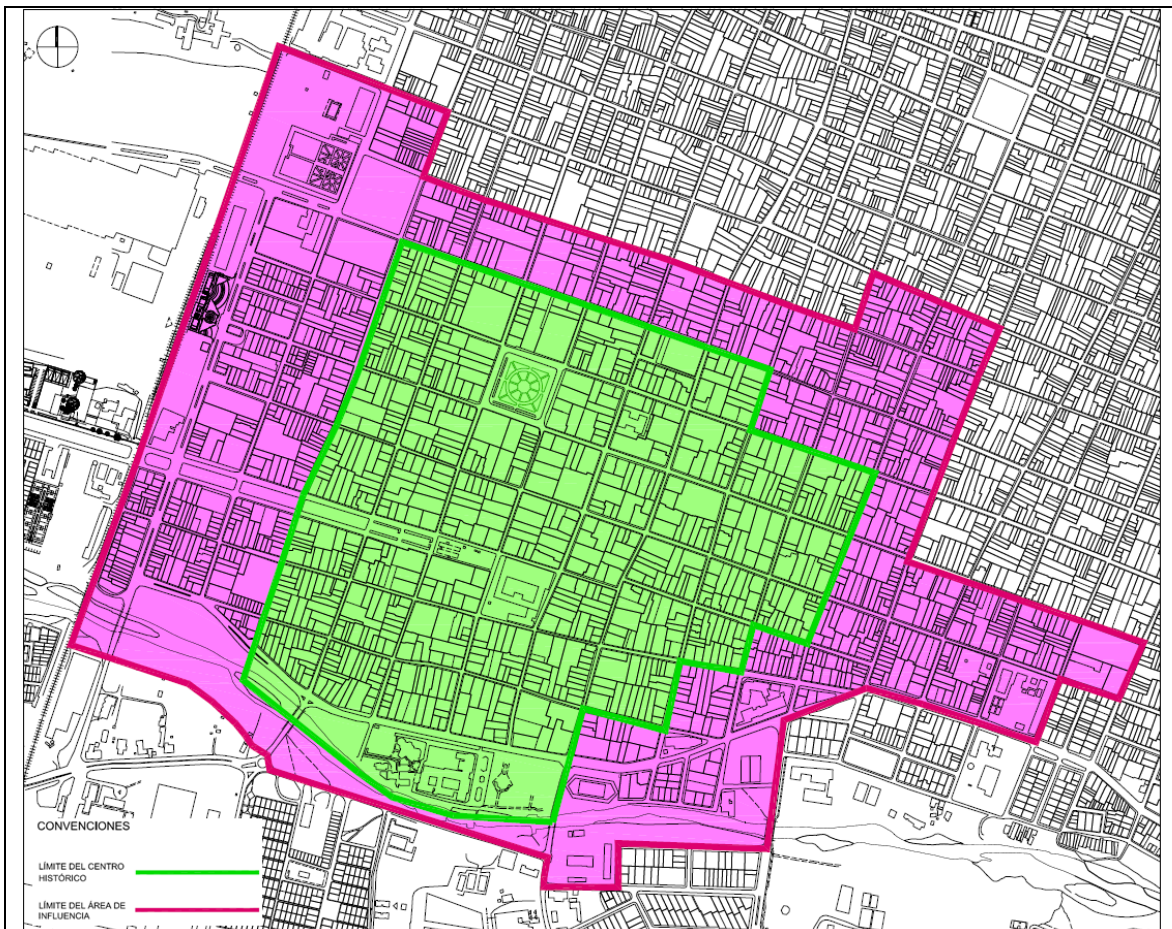 CONVENCIONES
LÍMITE DEL CENTRO
HISTÓRICO
LÍMITE DEL ÁREA DE
INFLUENCIA